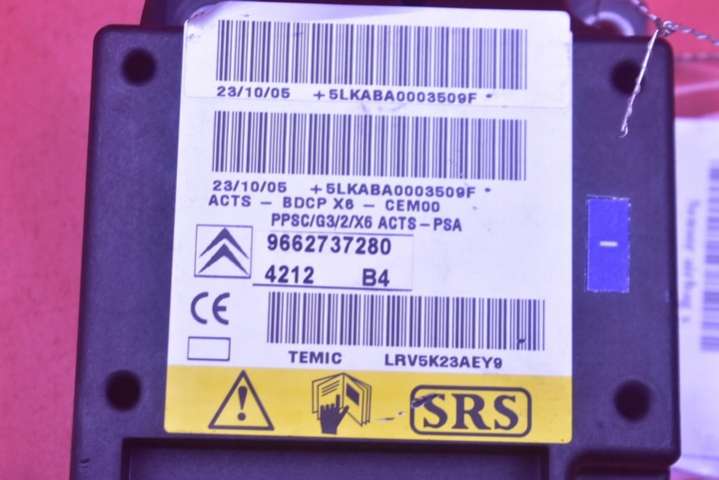 23/10/05 +5LKABA0003509F *
23/10/05 +5LKABA0003509F *
ACTS - BDCP X6 - CEM00
PPSC/G3/2/X6 ACTS-PSA
9662737280
4212 B4
CE
TEMIC LRV5K23AEY9
SRS